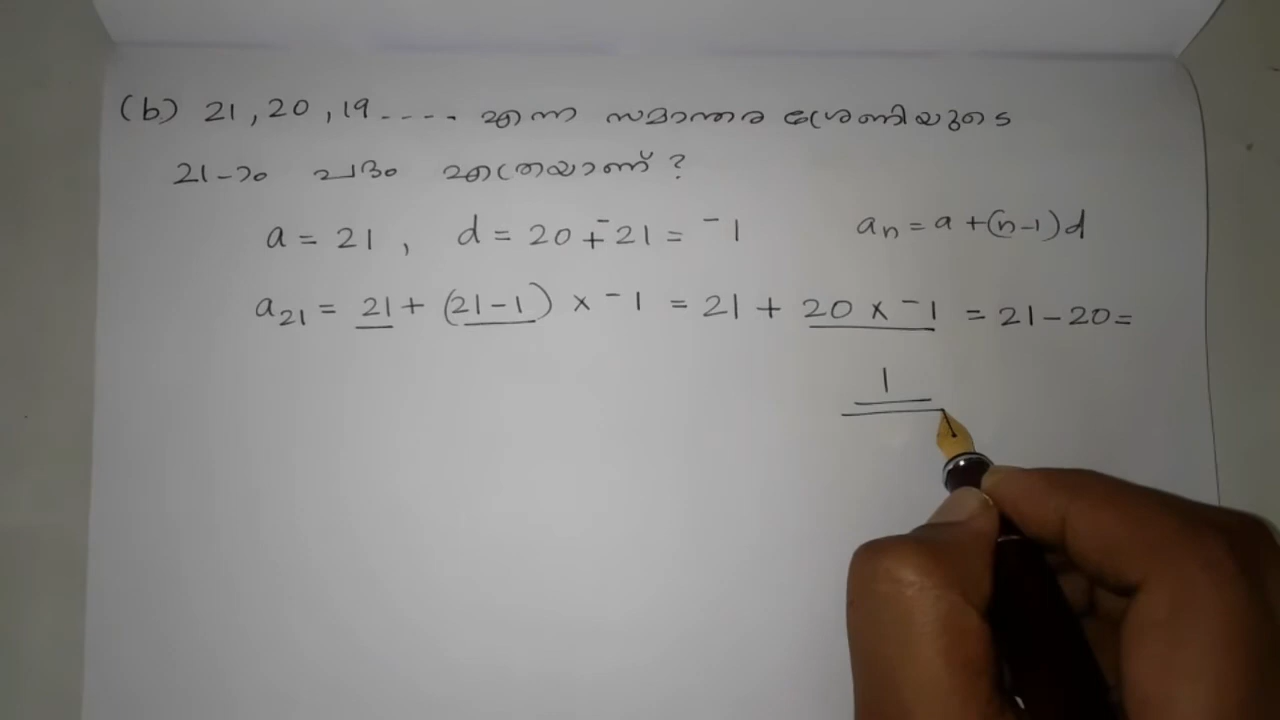 (b) 21, 20, 19.... എന്ന സമാന്തര ശ്രേണിയുടെ
21-ാം പദം എത്രയാണ് ?
a = 21 , d = 20 + ⁻21 = ⁻1 aₙ = a + (n-1)d
a₂₁ = 21 + (21-1) × ⁻1 = 21 + 20 × ⁻1 = 21 - 20 =
1